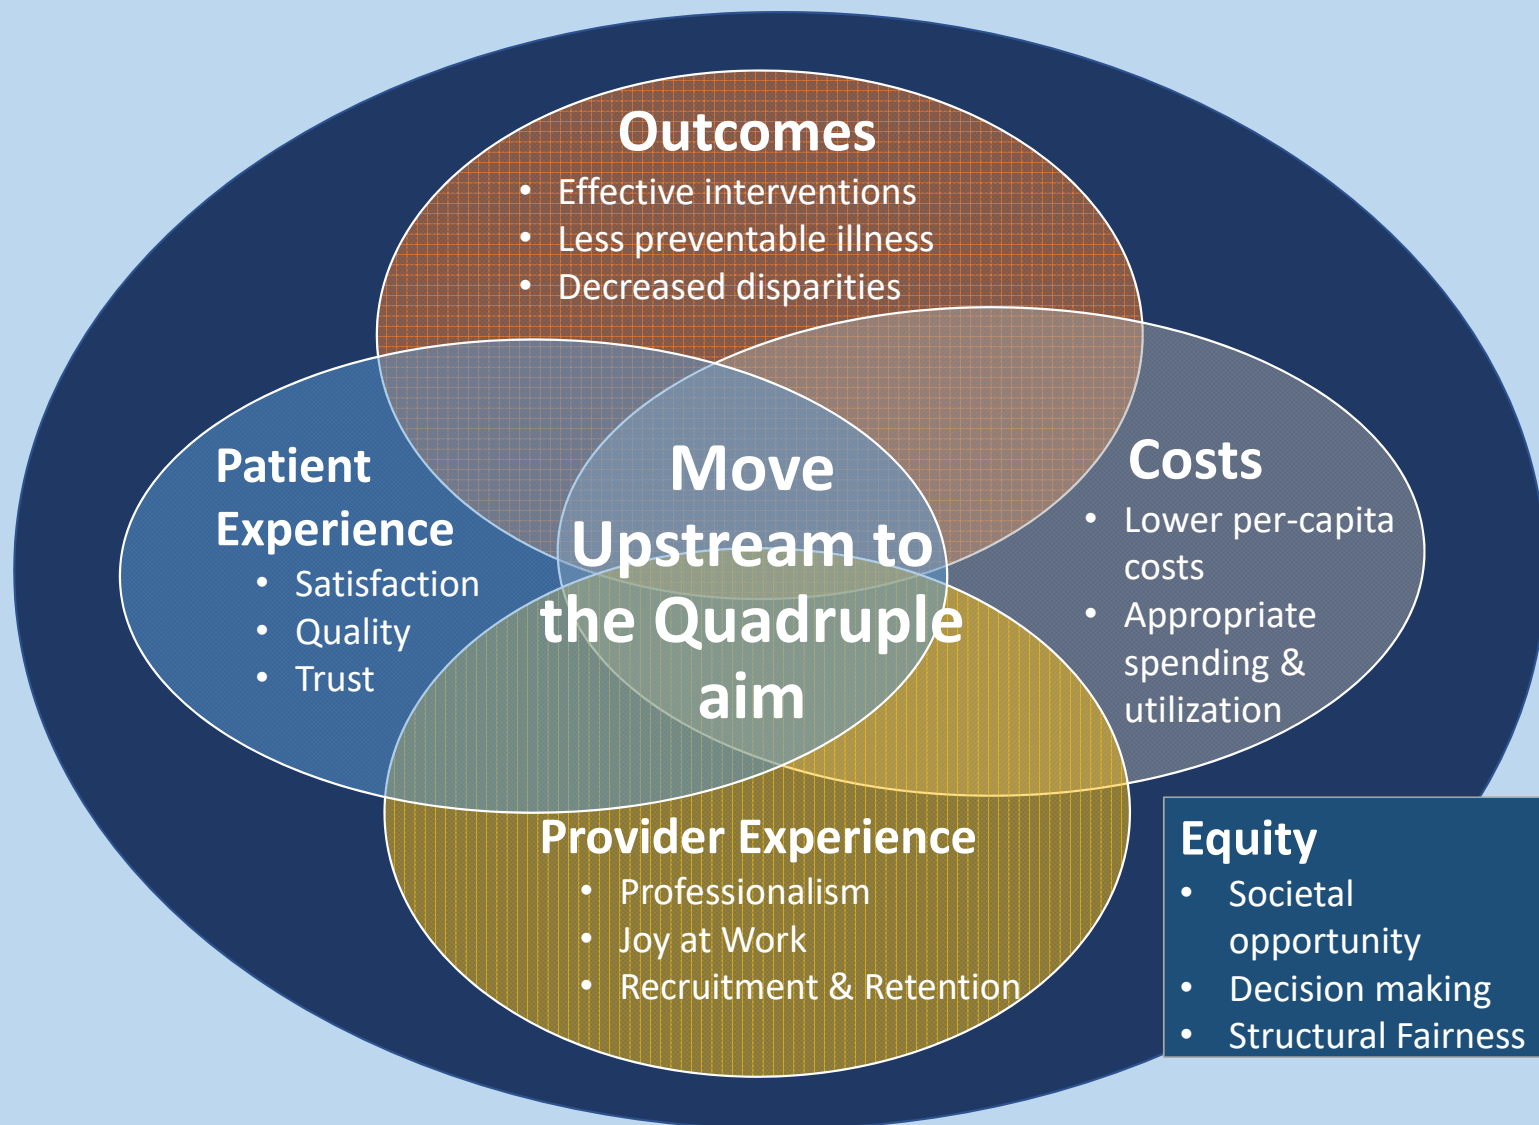 Outcomes
• Effective interventions
• Less preventable illness
• Decreased disparities
Patient
Experience
• Satisfaction
• Quality
• Trust
Move
Upstream to
the Quadruple
aim
Costs
• Lower per-capita
costs
• Appropriate
spending &
utilization
Provider Experience
• Professionalism
• Joy at Work
• Recruitment & Retention
Equity
• Societal
opportunity
• Decision making
• Structural Fairness